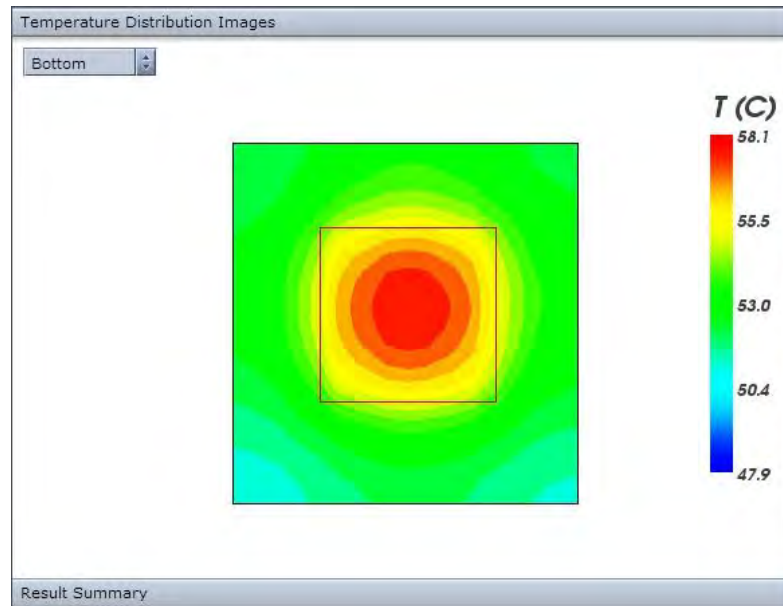 Temperature Distribution Images
Bottom
T (C)
58.1
55.5
53.0
50.4
47.9
Result Summary